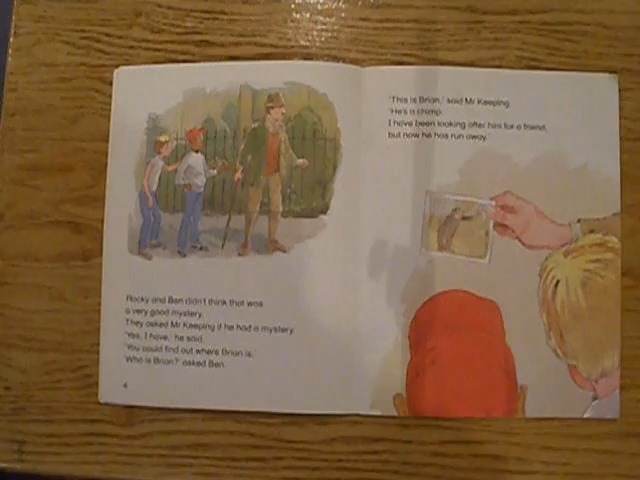 Rocky and Ben didn't think that was
a very good mystery.
They asked Mr Keeping if he had a mystery.
'Yes, I have,' he said.
'You could find out where Brian is.'
'Who is Brian?' asked Ben.
4
'This is Brian,' said Mr Keeping.
'He's a chimp.
I have been looking after him for a friend,
but now he has run away.'